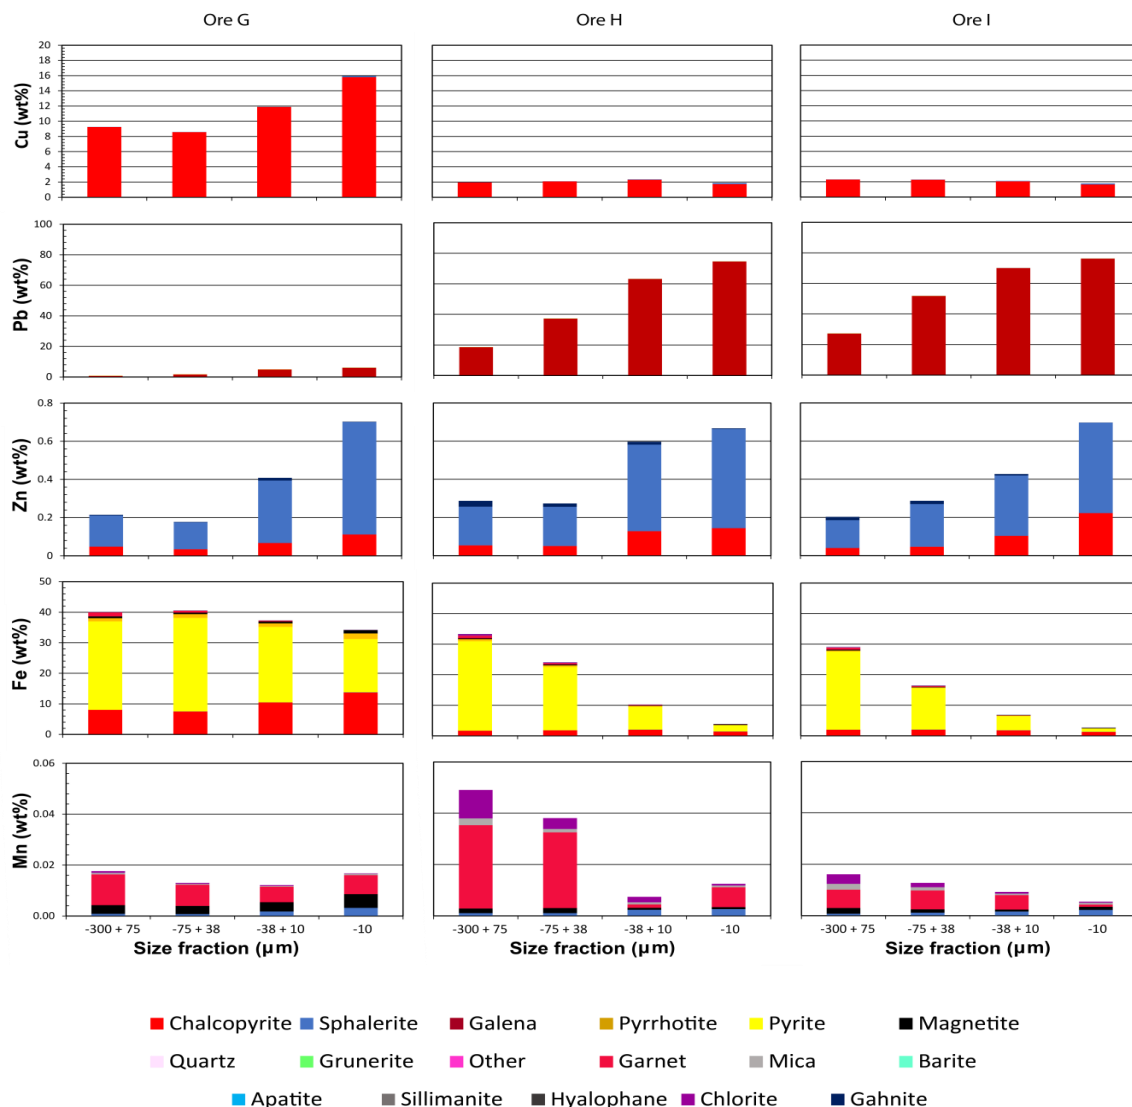 Ore G Ore H Ore I
Cu (wt%)
20
18
16
14
12
10
8
6
4
2
0
Pb (wt%)
100
80
60
40
20
0
Zn (wt%)
0.8
0.6
0.4
0.2
0
Fe (wt%)
50
40
30
20
10
0
Mn (wt%)
0.06
0.04
0.02
0.00
-300 + 75 -75 + 38 -38 + 10 -10 -300 + 75 -75 + 38 -38 + 10 -10 -300 + 75 -75 + 38 -38 + 10 -10
Size fraction (µm) Size fraction (µm) Size fraction (µm)
Chalcopyrite Sphalerite Galena Pyrrhotite Pyrite Magnetite
Quartz Grunerite Other Garnet Mica Barite
Apatite Sillimanite Hyalophane Chlorite Gahnite